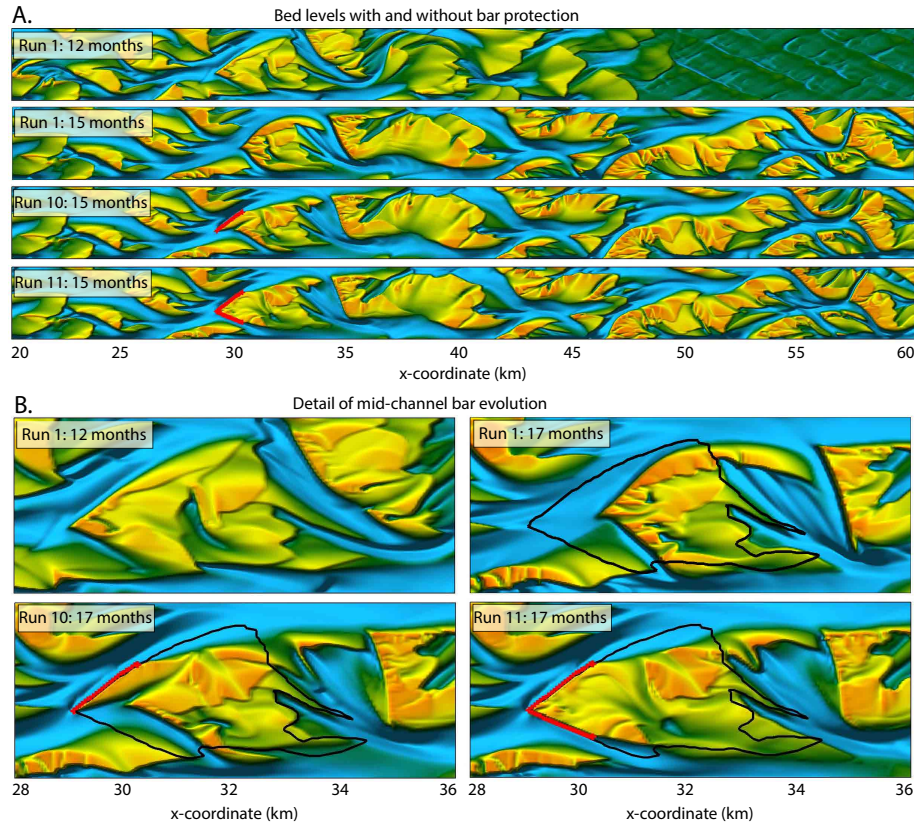 A.
Bed levels with and without bar protection
Run 1: 12 months
Run 1: 15 months
Run 10: 15 months
Run 11: 15 months
20 25 30 35 40 45 50 55 60
x-coordinate (km)
B.
Detail of mid-channel bar evolution
Run 1: 12 months
Run 1: 17 months
Run 10: 17 months
Run 11: 17 months
28 30 32 34 36 28 30 32 34 36
x-coordinate (km) x-coordinate (km)